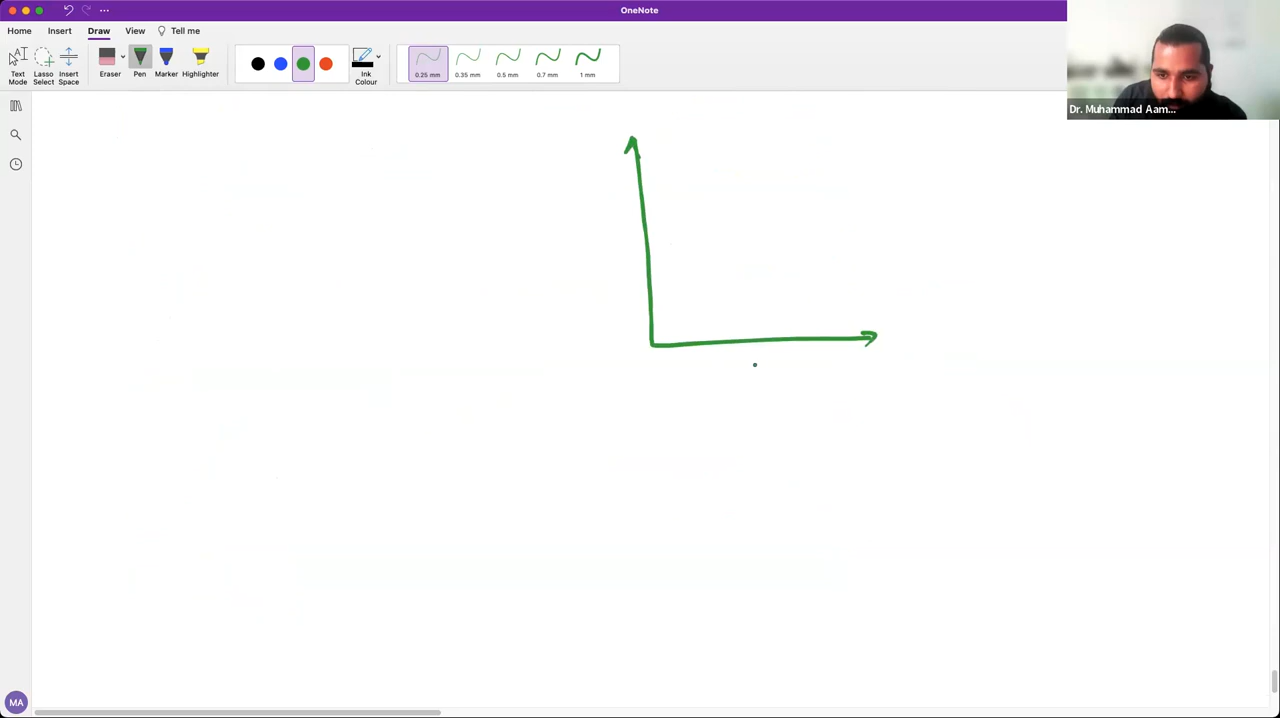 OneNote
Home Insert Draw View Tell me
Text Mode
Lasso Select
Insert Space
Eraser
Pen
Marker
Highlighter
Ink Colour
0.25 mm
0.35 mm
0.5 mm
0.7 mm
1 mm
Dr. Muhammad Aam...
MA